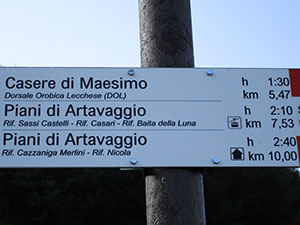 Casere di Maesimo h 1:30
Dorsale Orobica Lecchese (DOL) km 5,47
Piani di Artavaggio h 2:10
Rif. Sassi Castelli - Rif. Casari - Rif. Baita della Luna km 7,53
Piani di Artavaggio h 2:40
Rif. Cazzaniga Merlini - Rif. Nicola km 10,00